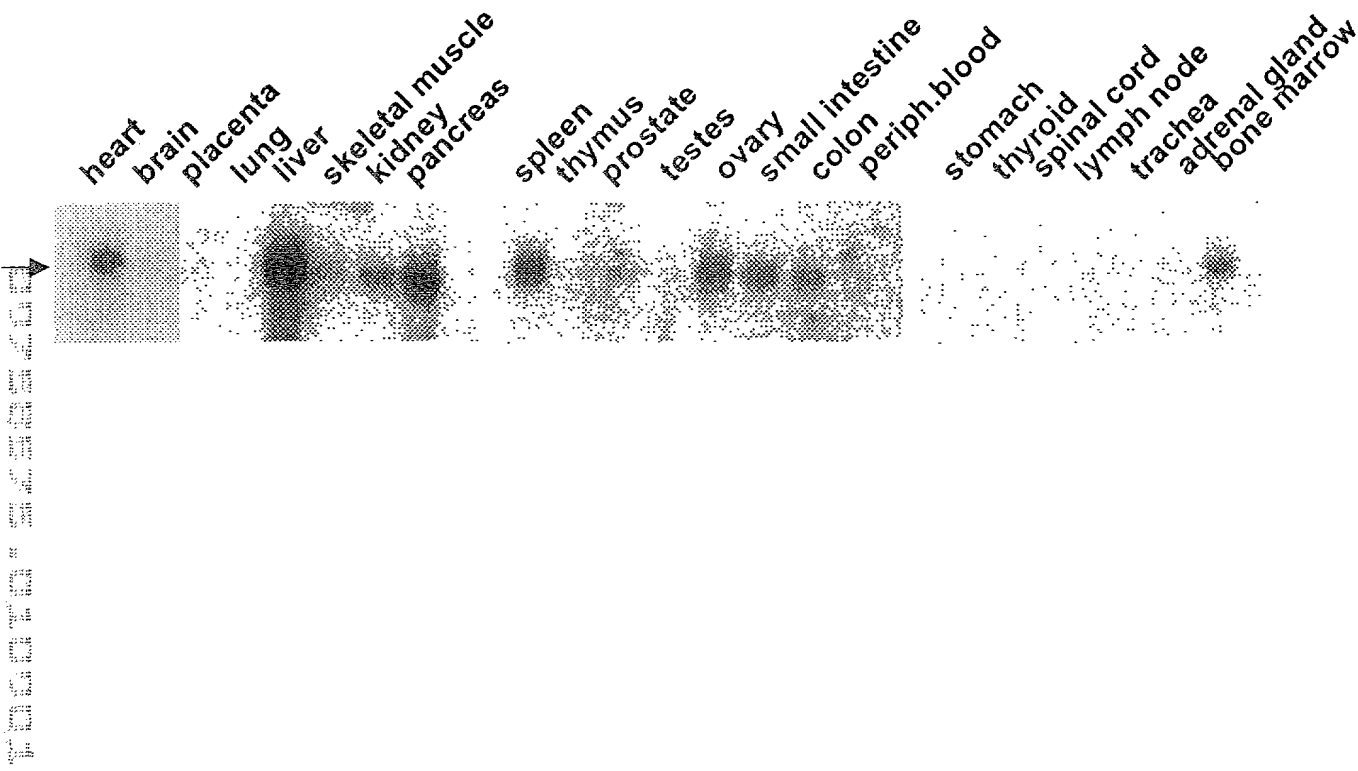 heart
brain
placenta
lung
liver
skeletal muscle
kidney
pancreas
spleen
thymus
prostate
testes
ovary
small intestine
colon
periph.blood
stomach
thyroid
spinal cord
lymph node
trachea
adrenal gland
bone marrow